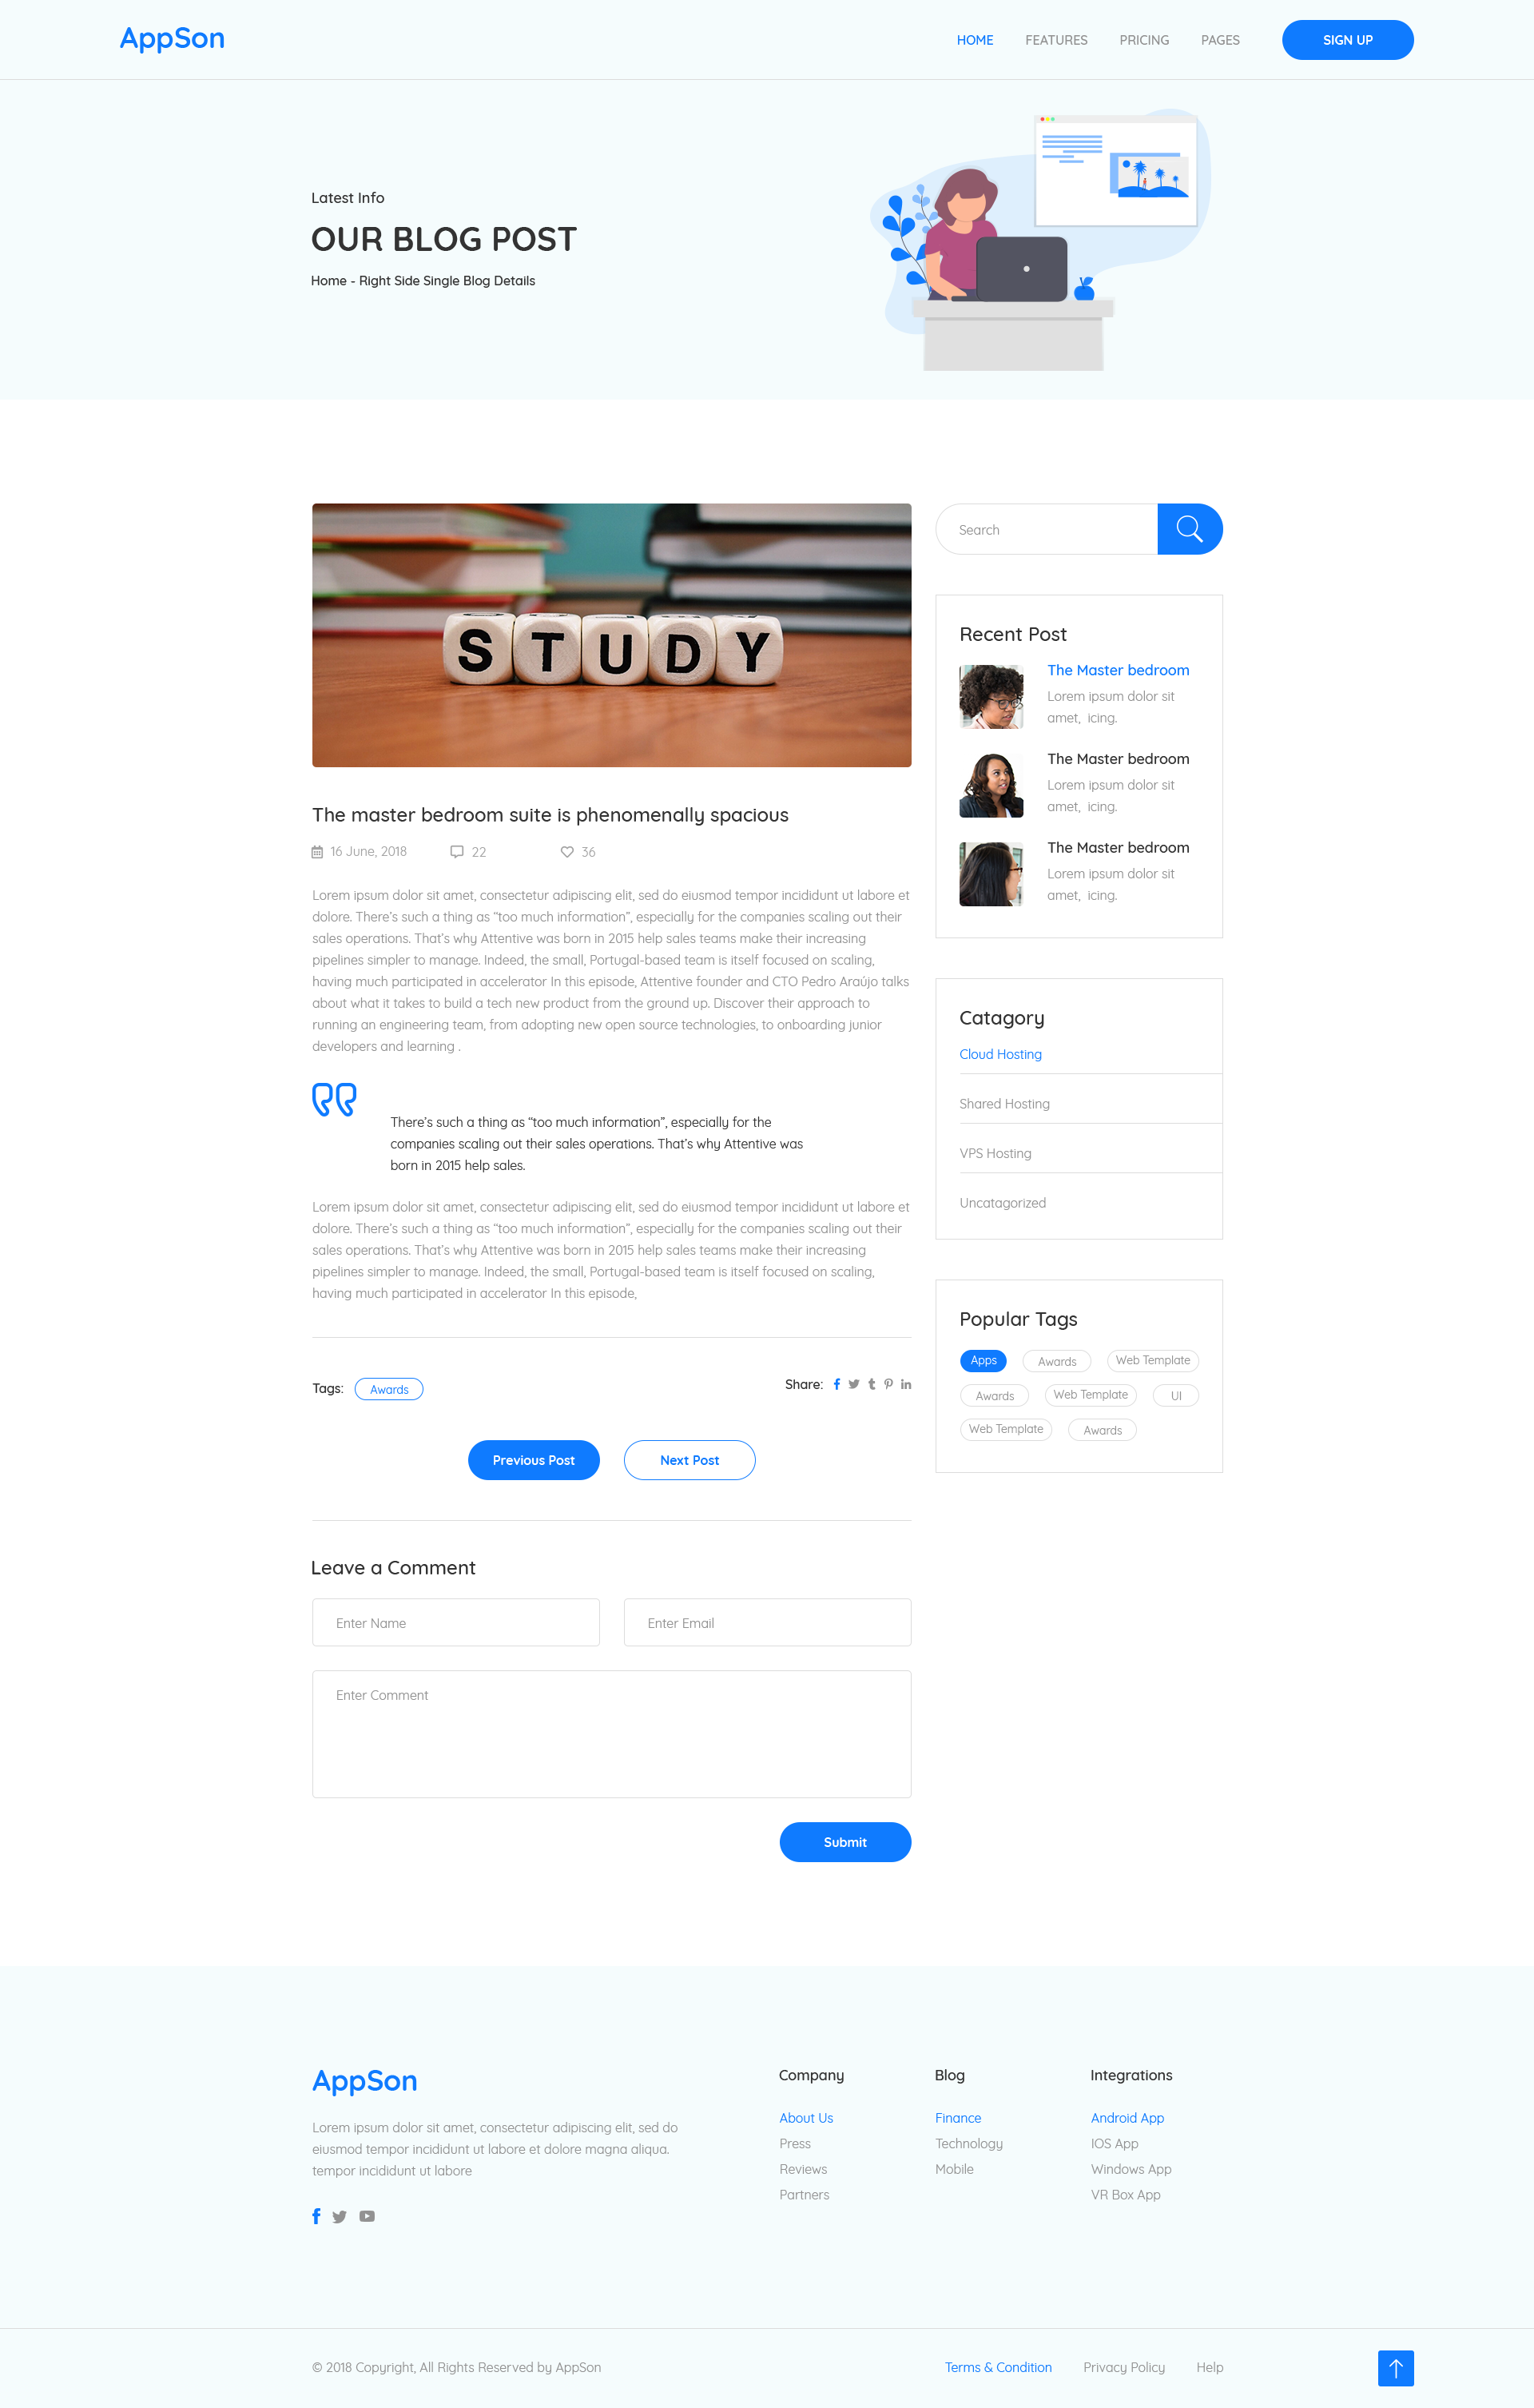 AppSon
HOME FEATURES PRICING PAGES SIGN UP
Latest Info
OUR BLOG POST
Home - Right Side Single Blog Details
STUDY
The master bedroom suite is phenomenally spacious
16 June, 2018 22 36
Lorem ipsum dolor sit amet, consectetur adipiscing elit, sed do eiusmod tempor incididunt ut labore et
dolore. There’s such a thing as “too much information”, especially for the companies scaling out their
sales operations. That’s why Attentive was born in 2015 help sales teams make their increasing
pipelines simpler to manage. Indeed, the small, Portugal-based team is itself focused on scaling,
having much participated in accelerator In this episode, Attentive founder and CTO Pedro Araújo talks
about what it takes to build a tech new product from the ground up. Discover their approach to
running an engineering team, from adopting new open source technologies, to onboarding junior
developers and learning .
There’s such a thing as “too much information”, especially for the
companies scaling out their sales operations. That’s why Attentive was
born in 2015 help sales.
Lorem ipsum dolor sit amet, consectetur adipiscing elit, sed do eiusmod tempor incididunt ut labore et
dolore. There’s such a thing as “too much information”, especially for the companies scaling out their
sales operations. That’s why Attentive was born in 2015 help sales teams make their increasing
pipelines simpler to manage. Indeed, the small, Portugal-based team is itself focused on scaling,
having much participated in accelerator In this episode,
Tags: Awards
Share:
Previous Post Next Post
Leave a Comment
Enter Name Enter Email
Enter Comment
Submit
Search
Recent Post
The Master bedroom
Lorem ipsum dolor sit
amet, icing.
The Master bedroom
Lorem ipsum dolor sit
amet, icing.
The Master bedroom
Lorem ipsum dolor sit
amet, icing.
Catagory
Cloud Hosting
Shared Hosting
VPS Hosting
Uncatagorized
Popular Tags
Apps Awards Web Template
Awards Web Template UI
Web Template Awards
AppSon
Lorem ipsum dolor sit amet, consectetur adipiscing elit, sed do
eiusmod tempor incididunt ut labore et dolore magna aliqua.
tempor incididunt ut labore
Company
About Us
Press
Reviews
Partners
Blog
Finance
Technology
Mobile
Integrations
Android App
IOS App
Windows App
VR Box App
© 2018 Copyright, All Rights Reserved by AppSon
Terms & Condition Privacy Policy Help